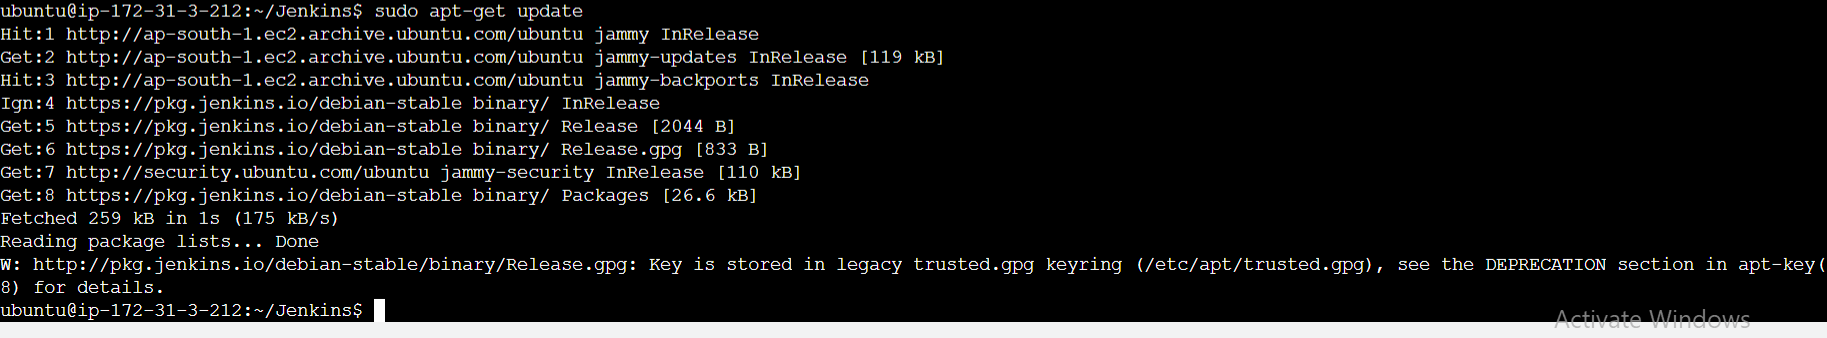 ubuntu@ip-172-31-3-212:~/Jenkins$ sudo apt-get update
Hit:1 http://ap-south-1.ec2.archive.ubuntu.com/ubuntu jammy InRelease
Get:2 http://ap-south-1.ec2.archive.ubuntu.com/ubuntu jammy-updates InRelease [119 kB]
Hit:3 http://ap-south-1.ec2.archive.ubuntu.com/ubuntu jammy-backports InRelease
Ign:4 https://pkg.jenkins.io/debian-stable binary/ InRelease
Get:5 https://pkg.jenkins.io/debian-stable binary/ Release [2044 B]
Get:6 https://pkg.jenkins.io/debian-stable binary/ Release.gpg [833 B]
Get:7 http://security.ubuntu.com/ubuntu jammy-security InRelease [110 kB]
Get:8 https://pkg.jenkins.io/debian-stable binary/ Packages [26.6 kB]
Fetched 259 kB in 1s (175 kB/s)
Reading package lists... Done
W: http://pkg.jenkins.io/debian-stable/binary/Release.gpg: Key is stored in legacy trusted.gpg keyring (/etc/apt/trusted.gpg), see the DEPRECATION section in apt-key(
8) for details.
ubuntu@ip-172-31-3-212:~/Jenkins$
Activate Windows